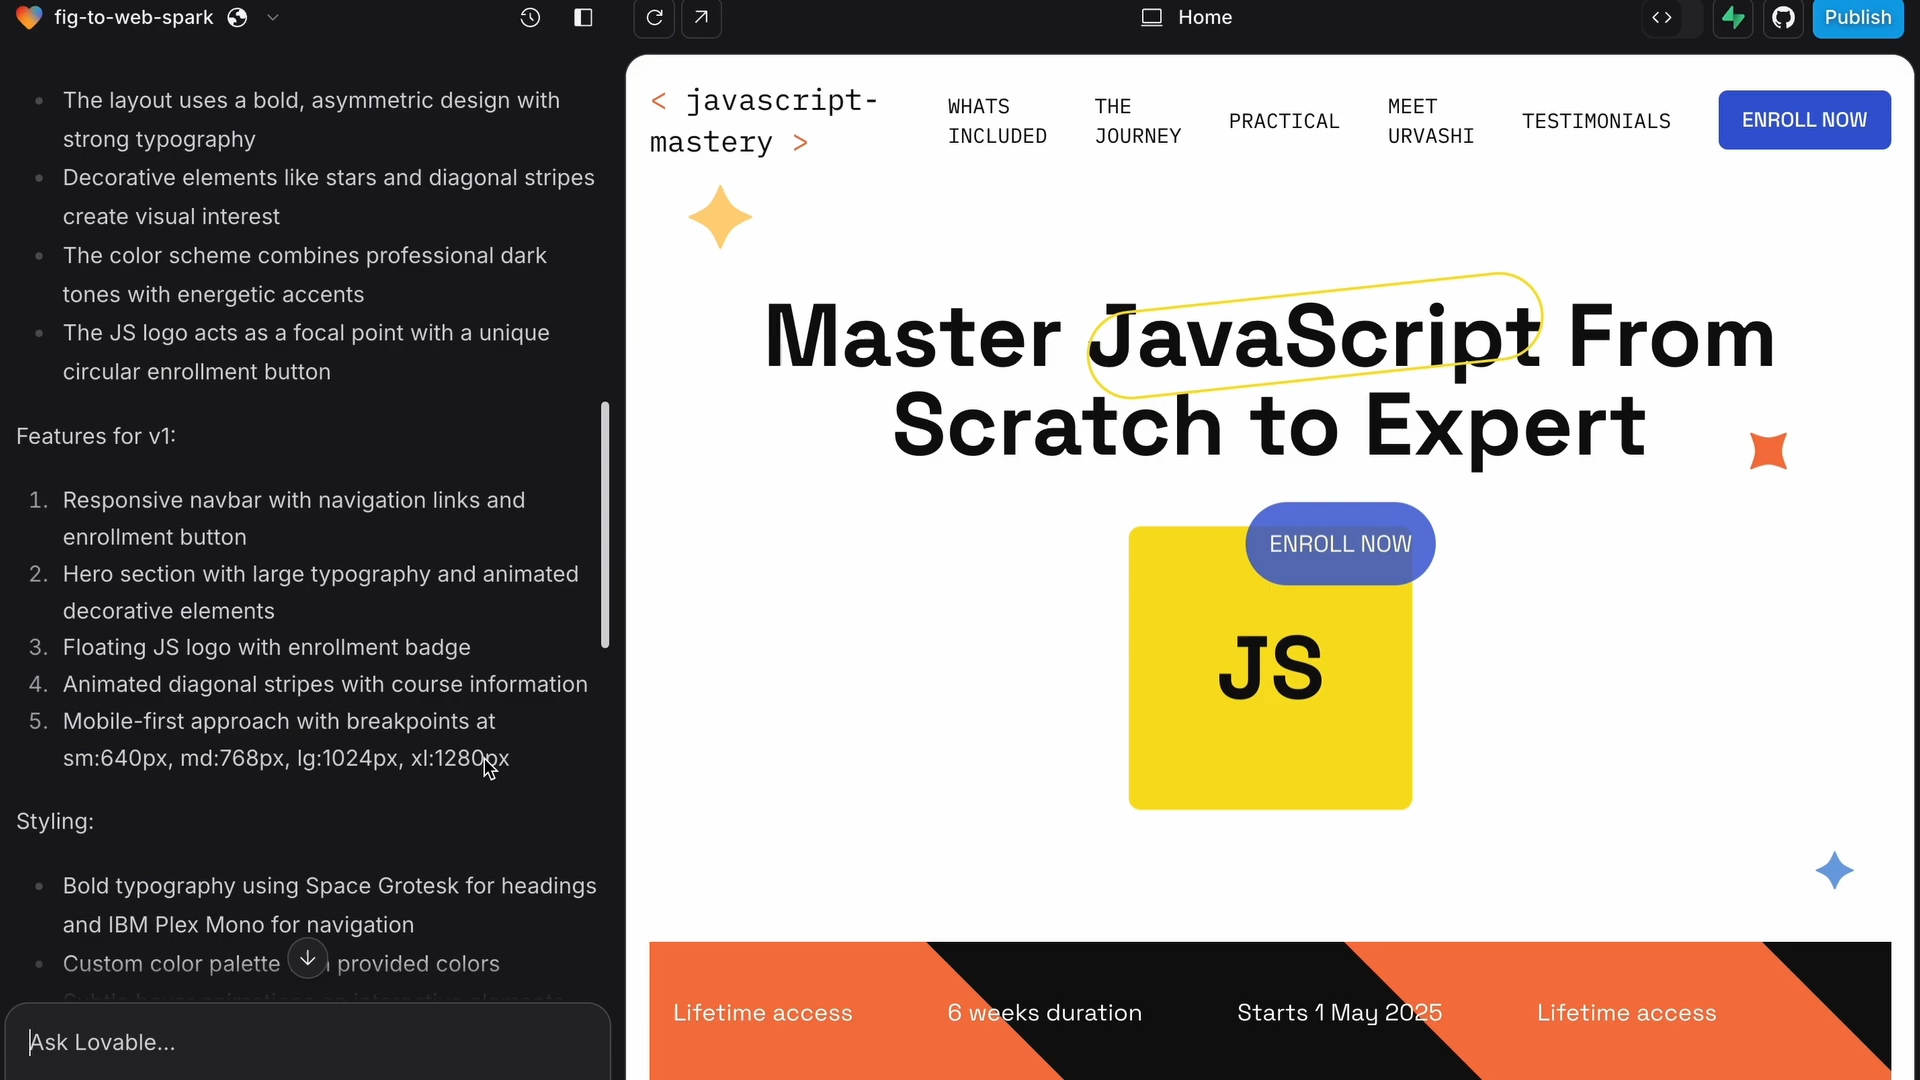 fig-to-web-spark
The layout uses a bold, asymmetric design with
strong typography
Decorative elements like stars and diagonal stripes
create visual interest
The color scheme combines professional dark
tones with energetic accents
The JS logo acts as a focal point with a unique
circular enrollment button
Features for v1:
1. Responsive navbar with navigation links and
enrollment button
2. Hero section with large typography and animated
decorative elements
3. Floating JS logo with enrollment badge
4. Animated diagonal stripes with course information
5. Mobile-first approach with breakpoints at
sm:640px, md:768px, lg:1024px, xl:1280px
Styling:
Bold typography using Space Grotesk for headings
and IBM Plex Mono for navigation
Custom color palette provided colors
Ask Lovable...
Home
Publish
< javascript-
mastery >
WHATS
INCLUDED
THE
JOURNEY
PRACTICAL
MEET
URVASHI
TESTIMONIALS
ENROLL NOW
Master JavaScript From
Scratch to Expert
ENROLL NOW
JS
Lifetime access
6 weeks duration
Starts 1 May 2025
Lifetime access